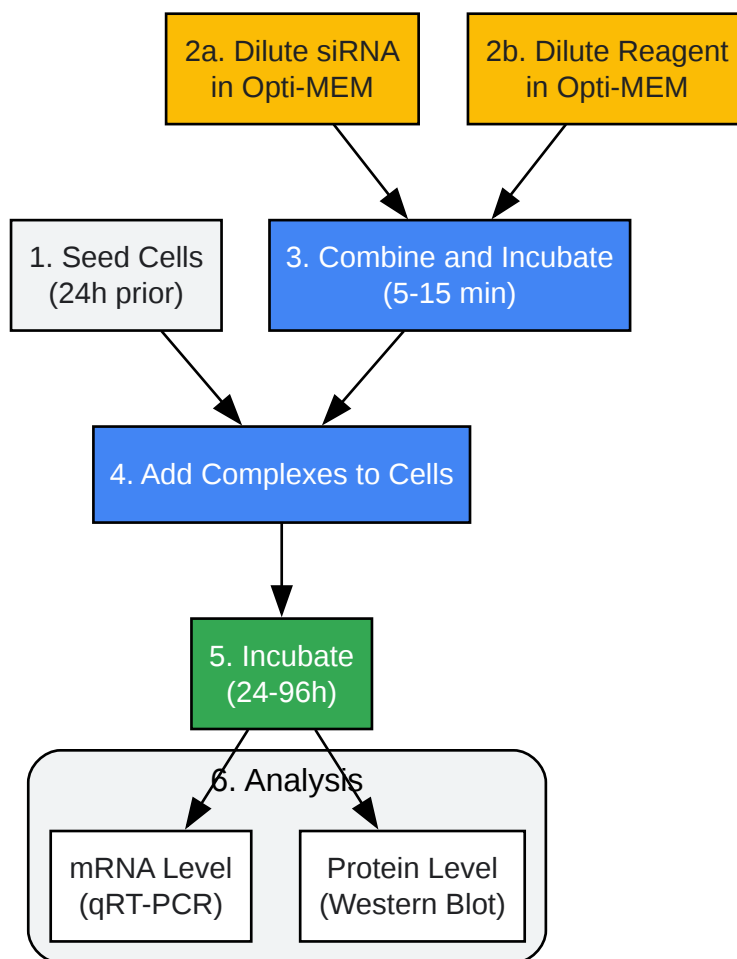 2a. Dilute siRNA
in Opti-MEM
2b. Dilute Reagent
in Opti-MEM
1. Seed Cells
(24h prior)
3. Combine and Incubate
(5-15 min)
4. Add Complexes to Cells
5. Incubate
(24-96h)
6. Analysis
mRNA Level
(qRT-PCR)
Protein Level
(Western Blot)